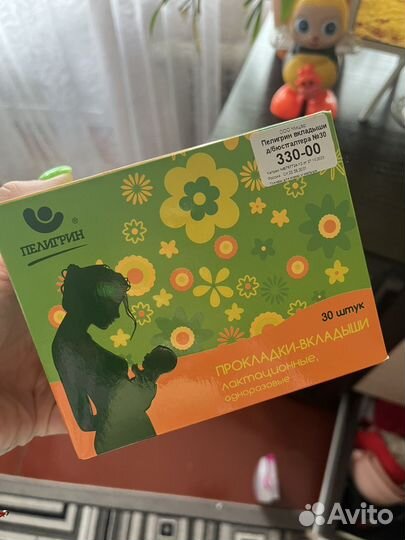 Пелигрин вкладыши
д/бюстгалтера №30
330-00
ПЕЛИГРИН
®
30 штук
ПРОКЛАДКИ-ВКЛАДЫШИ
лактационные,
одноразовые
Avito